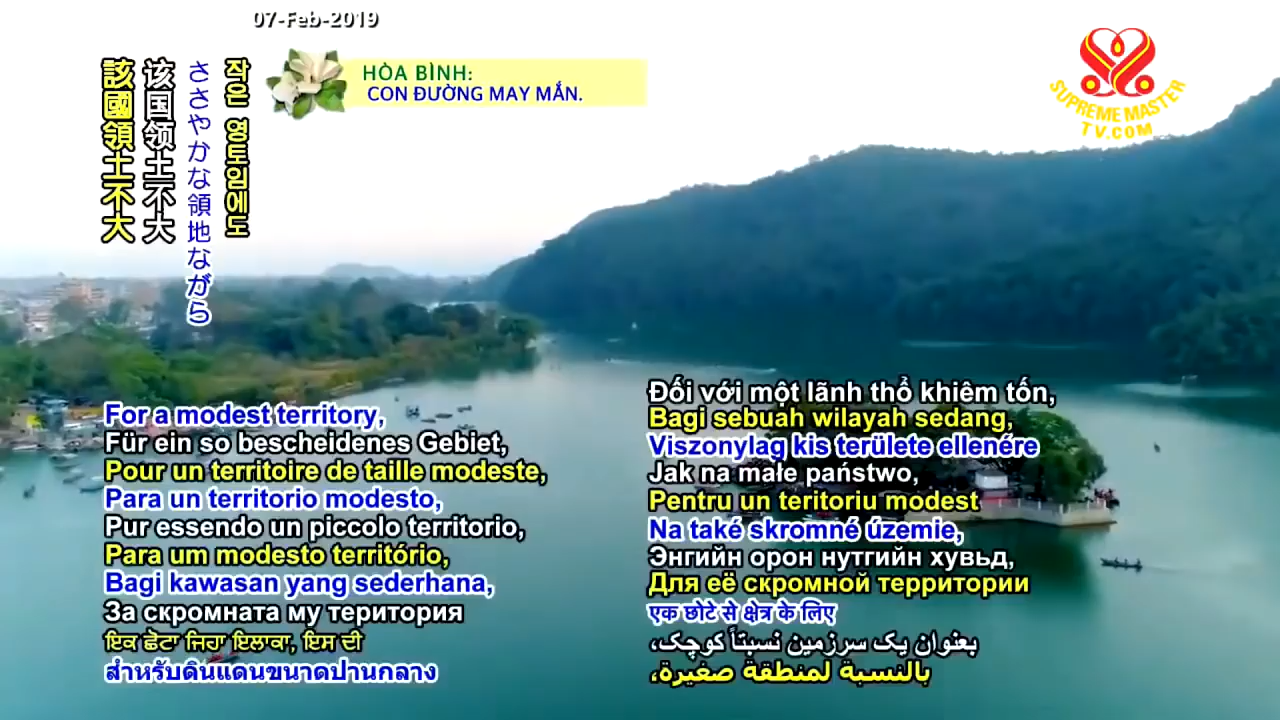 07-Feb-2019
HÒA BÌNH:
CON ĐƯỜNG MAY MẮN.
SUPREME MASTER
TV.COM
該國領土不大
该国领土不大
ささやかな領地ながら
작은 영토임에도
For a modest territory,
Für ein so bescheidenes Gebiet,
Pour un territoire de taille modeste,
Para un territorio modesto,
Pur essendo un piccolo territorio,
Para um modesto território,
Bagi kawasan yang sederhana,
За скромната му територия
ਇਕ ਛੋਟਾ ਜਿਹਾ ਇਲਾਕਾ, ਇਸ ਦੀ
สำหรับดินแดนขนาดปานกลาง
Đối với một lãnh thổ khiêm tốn,
Bagi sebuah wilayah sedang,
Viszonylag kis területe ellenére
Jak na małe państwo,
Pentru un teritoriu modest
Na také skromné územie,
Энгийн орон нутгийн хувьд,
Для её скромной территории
एक छोटे से क्षेत्र के लिए
بعنوان یک سرزمین نسبتاً کوچک،
بالنسبة لمنطقة صغيرة،